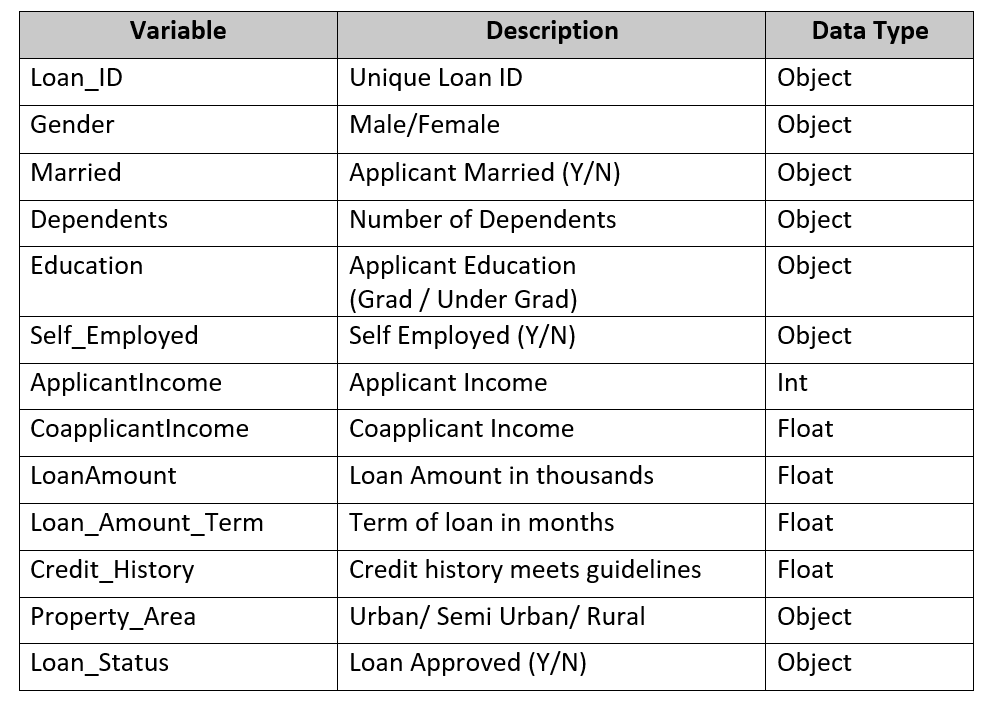 Variable Description Data Type
Loan_ID Unique Loan ID Object
Gender Male/Female Object
Married Applicant Married (Y/N) Object
Dependents Number of Dependents Object
Education Applicant Education Object
(Grad / Under Grad)
Self_Employed Self Employed (Y/N) Object
ApplicantIncome Applicant Income Int
CoapplicantIncome Coapplicant Income Float
LoanAmount Loan Amount in thousands Float
Loan_Amount_Term Term of loan in months Float
Credit_History Credit history meets guidelines Float
Property_Area Urban/ Semi Urban/ Rural Object
Loan_Status Loan Approved (Y/N) Object